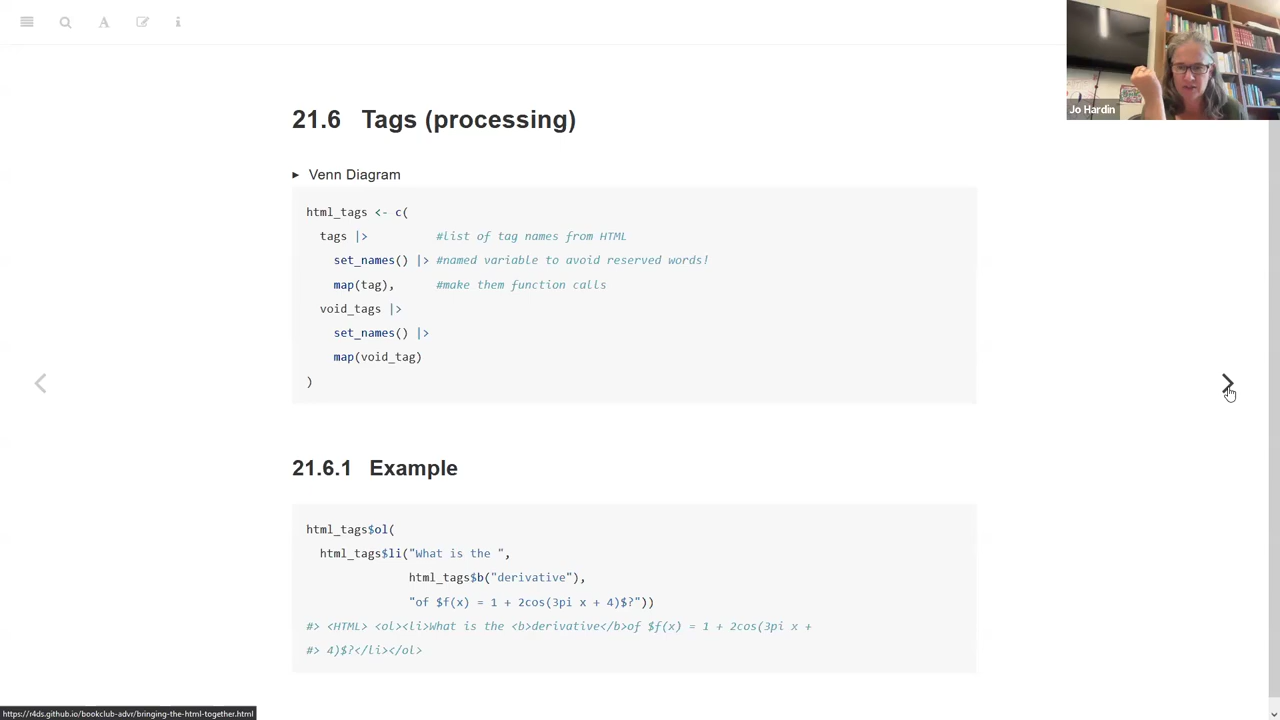 Jo Hardin
21.6 Tags (processing)
▸ Venn Diagram
html_tags <- c(
tags |> #list of tag names from HTML
set_names() |> #named variable to avoid reserved words!
map(tag), #make them function calls
void_tags |>
set_names() |>
map(void_tag)
)
21.6.1 Example
html_tags$ol(
html_tags$li("What is the ",
html_tags$b("derivative"),
"of $f(x) = 1 + 2cos(3pi x + 4)$?"))
#> <HTML> <ol><li>What is the <b>derivative</b>of $f(x) = 1 + 2cos(3pi x +
#> 4)$?</li></ol>
https://r4ds.github.io/bookclub-advr/bringing-the-html-together.html